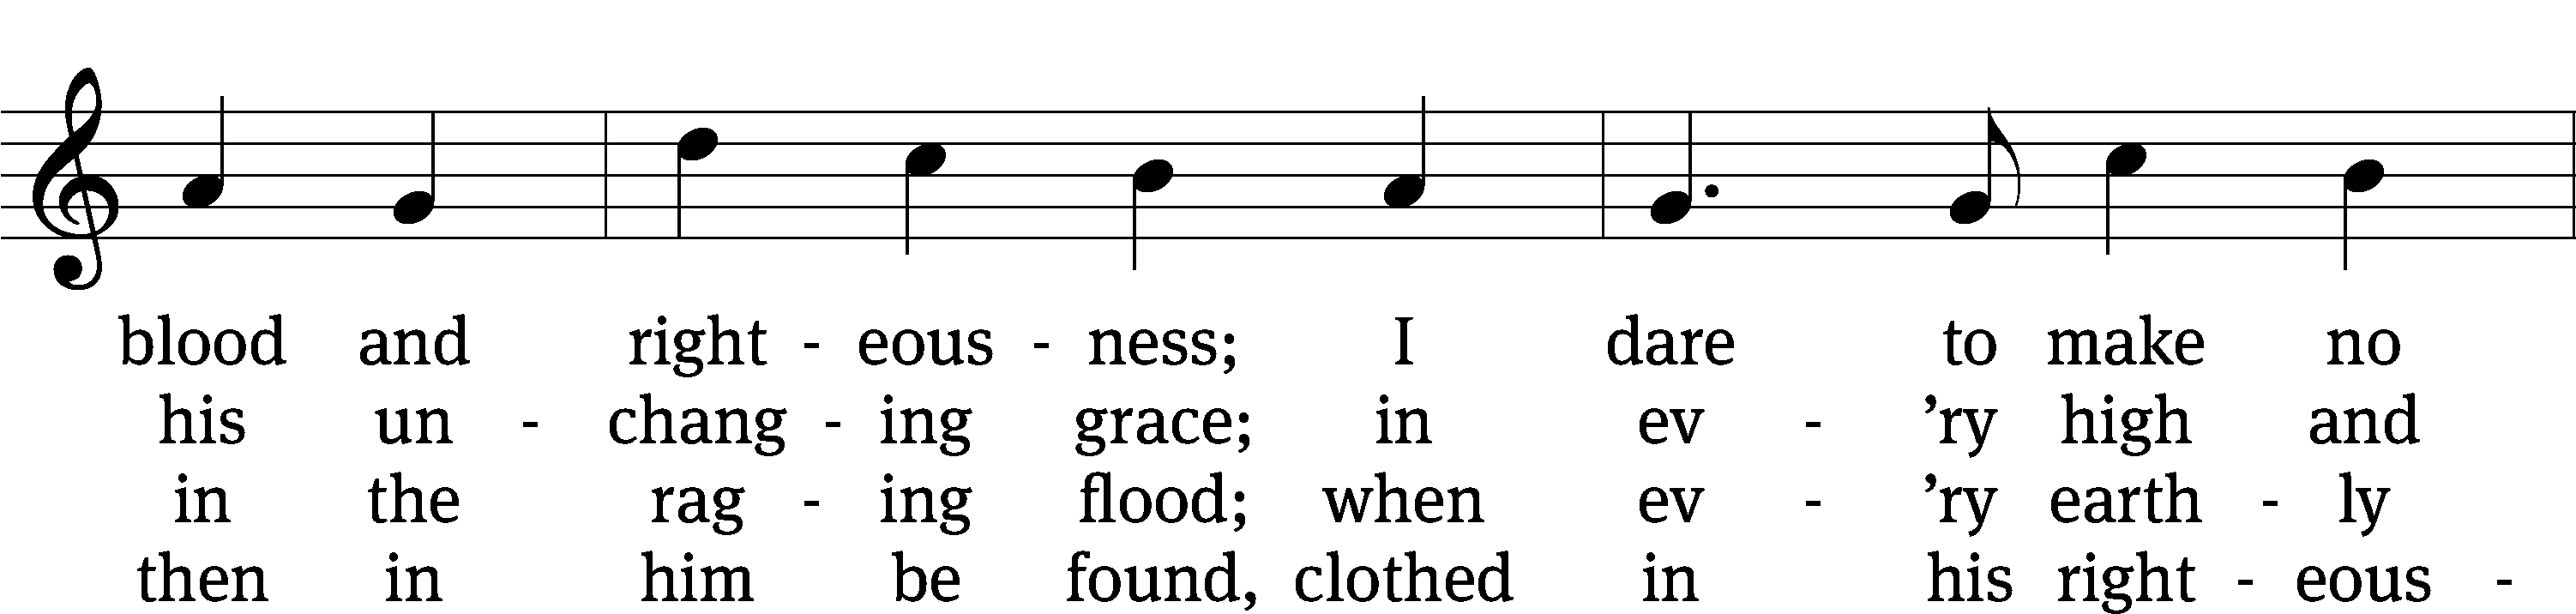 blood and right - eous - ness; I dare to make no
his un - chang - ing grace; in ev - ’ry high and
in the rag - ing flood; when ev - ’ry earth - ly
then in him be found, clothed in his right - eous -